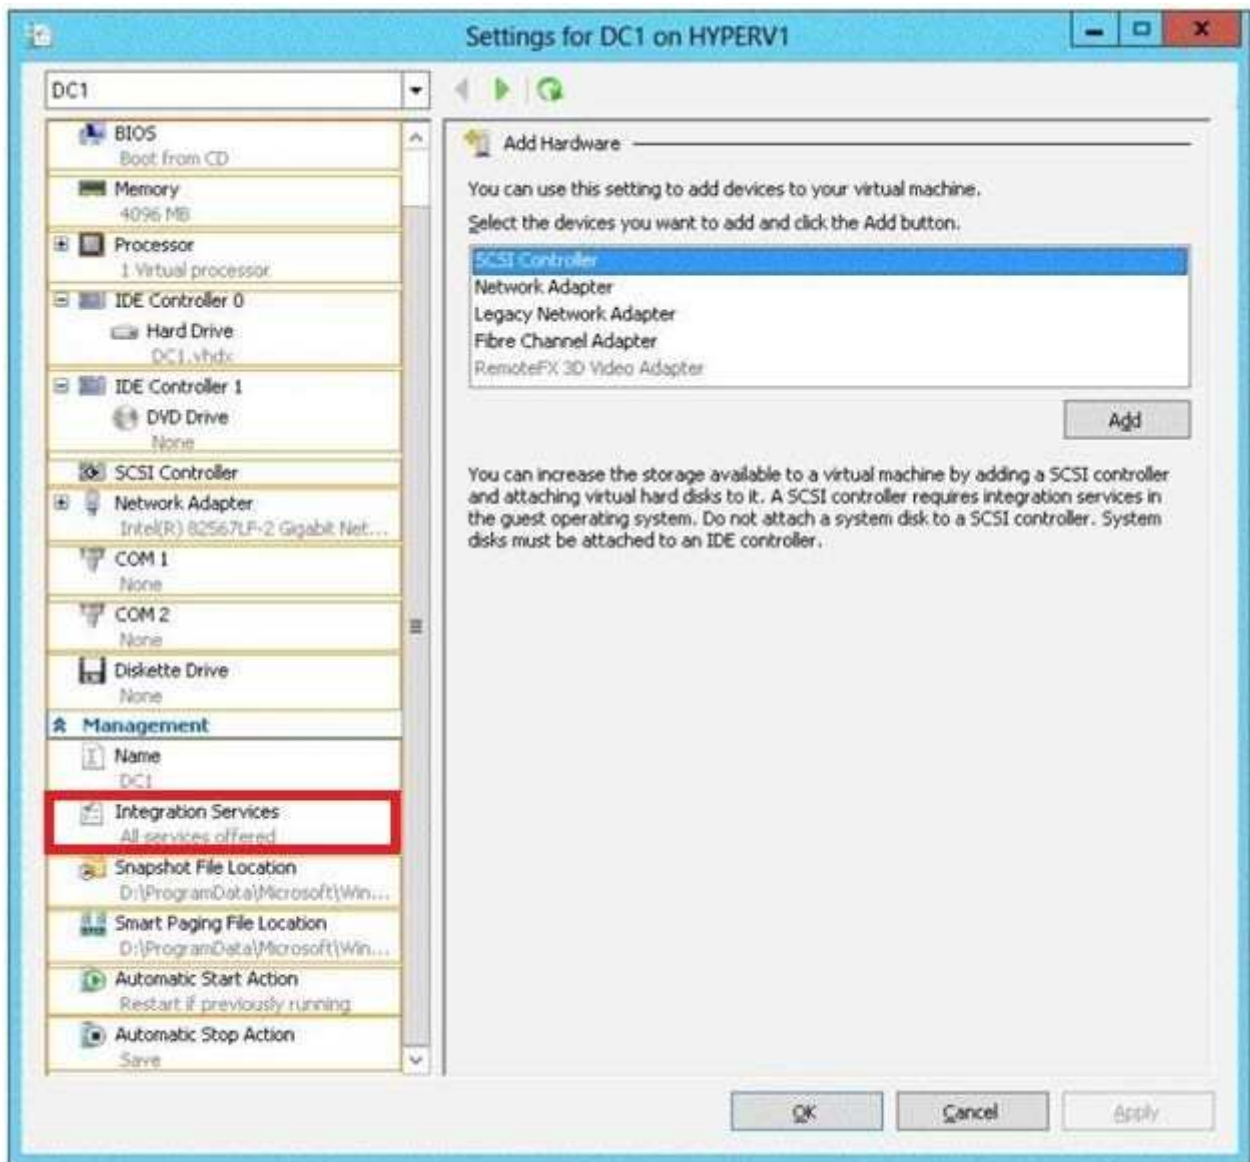 Settings for DC1 on HYPERV1
DC1
BIOS
Boot from CD
Memory
4096 MB
Processor
1 Virtual processor
IDE Controller 0
Hard Drive
DC1.vhdx
IDE Controller 1
DVD Drive
None
SCSI Controller
Network Adapter
Intel(R) 82567LF-2 Gigabit Net...
COM 1
None
COM 2
None
Diskette Drive
None
Management
Name
DC1
Integration Services
All services offered
Snapshot File Location
D:\ProgramData\Microsoft\Win...
Smart Paging File Location
D:\ProgramData\Microsoft\Win...
Automatic Start Action
Restart if previously running
Automatic Stop Action
Save
Add Hardware
You can use this setting to add devices to your virtual machine.
Select the devices you want to add and click the Add button.
SCSI Controller
Network Adapter
Legacy Network Adapter
Fibre Channel Adapter
RemoteFX 3D Video Adapter
Add
You can increase the storage available to a virtual machine by adding a SCSI controller
and attaching virtual hard disks to it. A SCSI controller requires integration services in
the guest operating system. Do not attach a system disk to a SCSI controller. System
disks must be attached to an IDE controller.
OK
Cancel
Apply